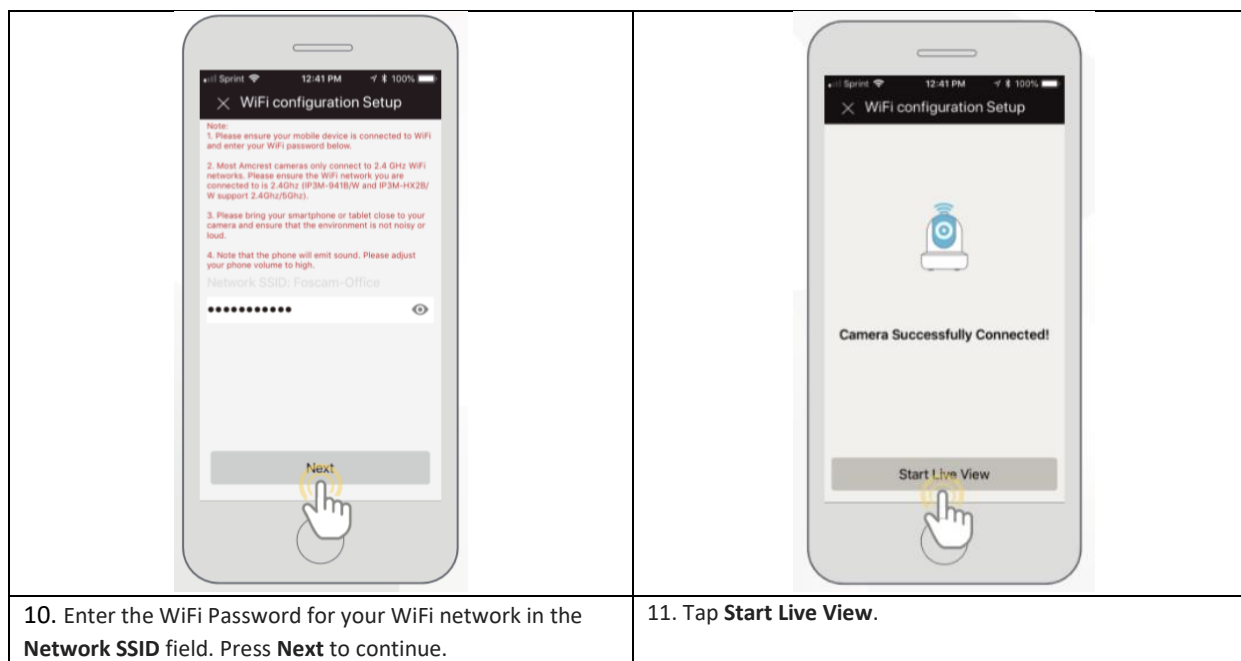 Sprint 12:41 PM 100%
WiFi configuration Setup
Note:
1. Please ensure your mobile device is connected to WiFi
and enter your WiFi password below.
2. Most Amcrest cameras only connect to 2.4 GHz WiFi
networks. Please ensure the WiFi network you are
connected to is 2.4Ghz (IP3M-941B/W and IP3M-HX2B/
W support 2.4Ghz/5Ghz).
3. Please bring your smartphone or tablet close to your
camera and ensure that the environment is not noisy or
loud.
4. Note that the phone will emit sound. Please adjust
your phone volume to high.
Network SSID: Foscam-Office
•••••••••••
Next
10. Enter the WiFi Password for your WiFi network in the
Network SSID field. Press Next to continue.
Sprint 12:41 PM 100%
WiFi configuration Setup
Camera Successfully Connected!
Start Live View
11. Tap Start Live View.